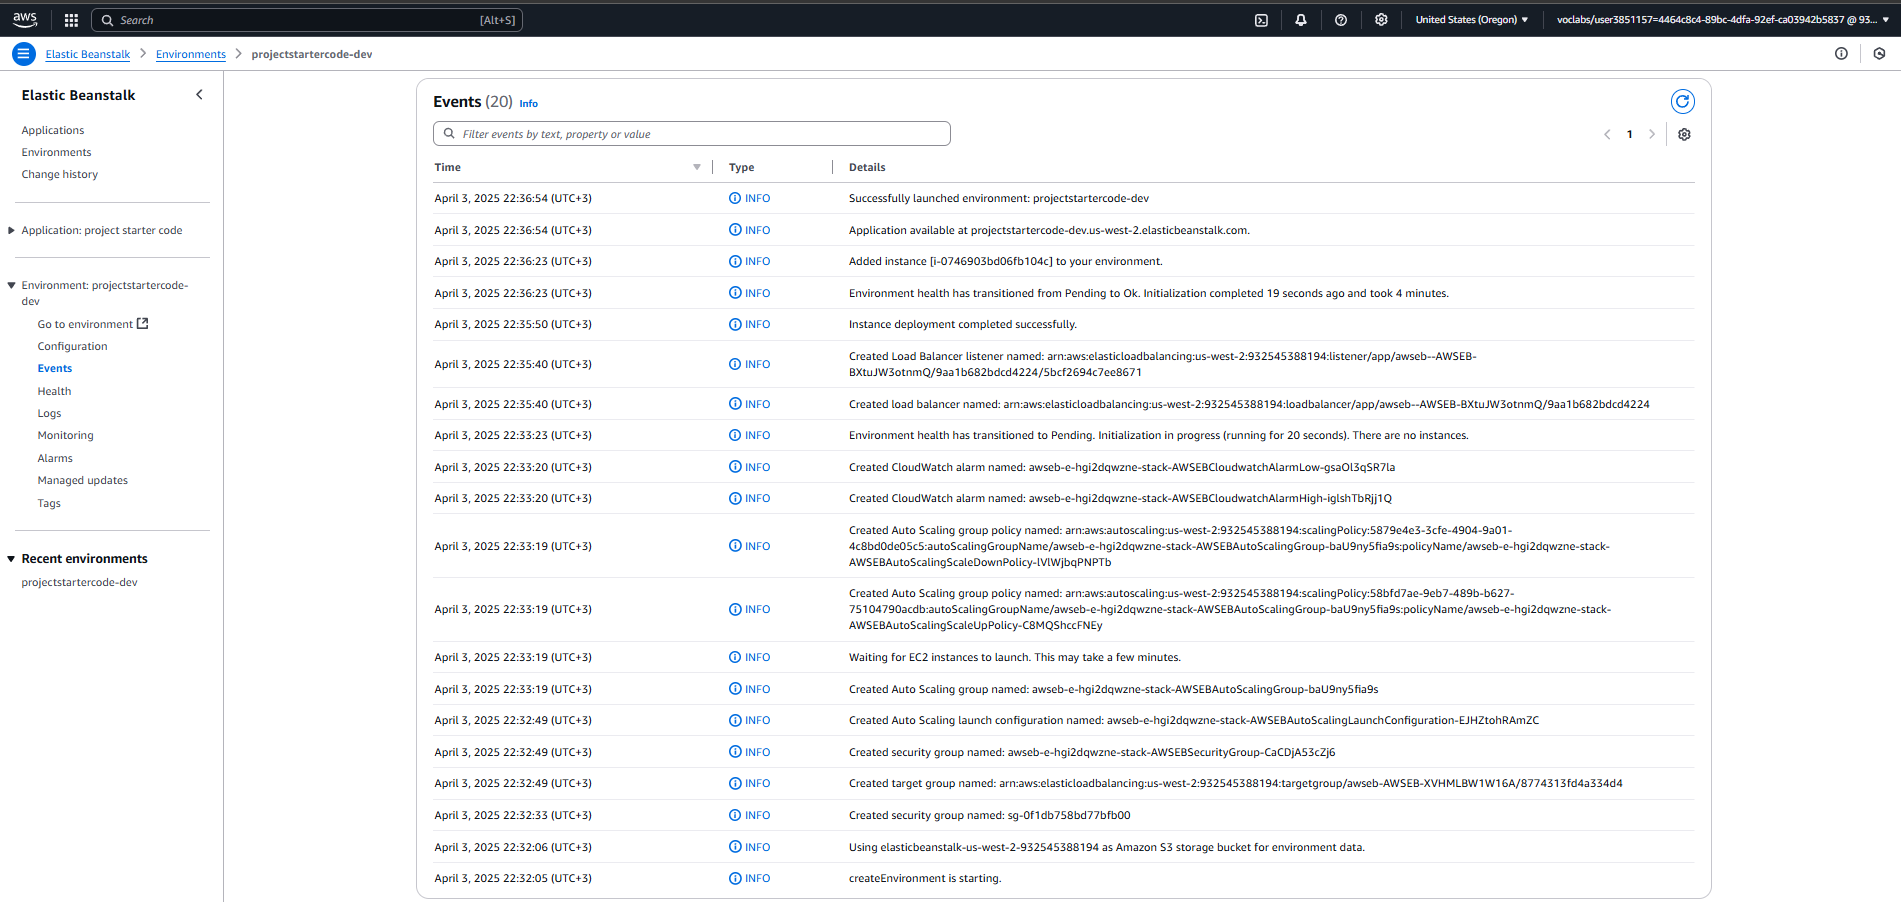 aws
Search
[Alt+S]
United States (Oregon)
voclabs/user3851157=4464c8c4-89bc-4dfa-92ef-ca03942b5837 @ 93...
Elastic Beanstalk
Environments
projectstartercode-dev
Elastic Beanstalk
Applications
Environments
Change history
Application: project starter code
Environment: projectstartercode-
dev
Go to environment
Configuration
Events
Health
Logs
Monitoring
Alarms
Managed updates
Tags
Recent environments
projectstartercode-dev
Events (20) Info
Filter events by text, property or value
1
Time Type Details
April 3, 2025 22:36:54 (UTC+3) INFO Successfully launched environment: projectstartercode-dev
April 3, 2025 22:36:54 (UTC+3) INFO Application available at projectstartercode-dev.us-west-2.elasticbeanstalk.com.
April 3, 2025 22:36:23 (UTC+3) INFO Added instance [i-0746903bd06fb104c] to your environment.
April 3, 2025 22:36:23 (UTC+3) INFO Environment health has transitioned from Pending to Ok. Initialization completed 19 seconds ago and took 4 minutes.
April 3, 2025 22:35:50 (UTC+3) INFO Instance deployment completed successfully.
April 3, 2025 22:35:40 (UTC+3) INFO Created Load Balancer listener named: arn:aws:elasticloadbalancing:us-west-2:932545388194:listener/app/awseb--AWSEB-
BXtuJW3otnmQ/9aa1b682bdcd4224/5bcf2694c7ee8671
April 3, 2025 22:35:40 (UTC+3) INFO Created load balancer named: arn:aws:elasticloadbalancing:us-west-2:932545388194:loadbalancer/app/awseb--AWSEB-BXtuJW3otnmQ/9aa1b682bdcd4224
April 3, 2025 22:33:23 (UTC+3) INFO Environment health has transitioned to Pending. Initialization in progress (running for 20 seconds). There are no instances.
April 3, 2025 22:33:20 (UTC+3) INFO Created CloudWatch alarm named: awseb-e-hgi2dqwzne-stack-AWSEBCloudwatchAlarmLow-gsaOl3qSR7la
April 3, 2025 22:33:20 (UTC+3) INFO Created CloudWatch alarm named: awseb-e-hgi2dqwzne-stack-AWSEBCloudwatchAlarmHigh-iglshTbRjj1Q
April 3, 2025 22:33:19 (UTC+3) INFO Created Auto Scaling group policy named: arn:aws:autoscaling:us-west-2:932545388194:scalingPolicy:5879e4e3-3cfe-4904-9a01-
4c8bd0de05c5:autoScalingGroupName/awseb-e-hgi2dqwzne-stack-AWSEBAutoScalingGroup-baU9ny5fia9s:policyName/awseb-e-hgi2dqwzne-stack-
AWSEBAutoScalingScaleDownPolicy-lVlWjbqPNPTb
April 3, 2025 22:33:19 (UTC+3) INFO Created Auto Scaling group policy named: arn:aws:autoscaling:us-west-2:932545388194:scalingPolicy:58bfd7ae-9eb7-489b-b627-
75104790acdb:autoScalingGroupName/awseb-e-hgi2dqwzne-stack-AWSEBAutoScalingGroup-baU9ny5fia9s:policyName/awseb-e-hgi2dqwzne-stack-
AWSEBAutoScalingScaleUpPolicy-C8MQShccFNEy
April 3, 2025 22:33:19 (UTC+3) INFO Waiting for EC2 instances to launch. This may take a few minutes.
April 3, 2025 22:33:19 (UTC+3) INFO Created Auto Scaling group named: awseb-e-hgi2dqwzne-stack-AWSEBAutoScalingGroup-baU9ny5fia9s
April 3, 2025 22:32:49 (UTC+3) INFO Created Auto Scaling launch configuration named: awseb-e-hgi2dqwzne-stack-AWSEBAutoScalingLaunchConfiguration-EJHZtohRAmZC
April 3, 2025 22:32:49 (UTC+3) INFO Created security group named: awseb-e-hgi2dqwzne-stack-AWSEBSecurityGroup-CaCDjA53cZj6
April 3, 2025 22:32:49 (UTC+3) INFO Created target group named: arn:aws:elasticloadbalancing:us-west-2:932545388194:targetgroup/awseb-AWSEB-XVHMLBW1W16A/8774313fd4a334d4
April 3, 2025 22:32:33 (UTC+3) INFO Created security group named: sg-0f1db758bd77bfb00
April 3, 2025 22:32:06 (UTC+3) INFO Using elasticbeanstalk-us-west-2-932545388194 as Amazon S3 storage bucket for environment data.
April 3, 2025 22:32:05 (UTC+3) INFO createEnvironment is starting.